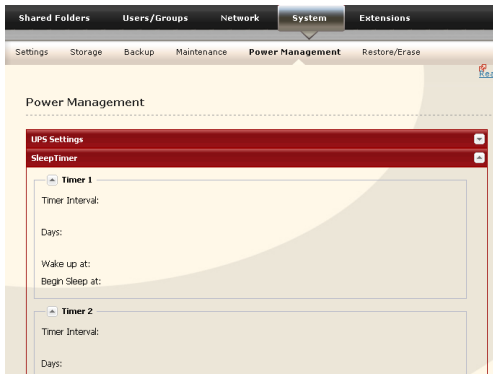 Shared Folders Users/Groups Network System Extensions
Settings Storage Backup Maintenance Power Management Restore/Erase
Power Management
UPS Settings
SleepTimer
Timer 1
Timer Interval:
Days:
Wake up at:
Begin Sleep at:
Timer 2
Timer Interval:
Days: